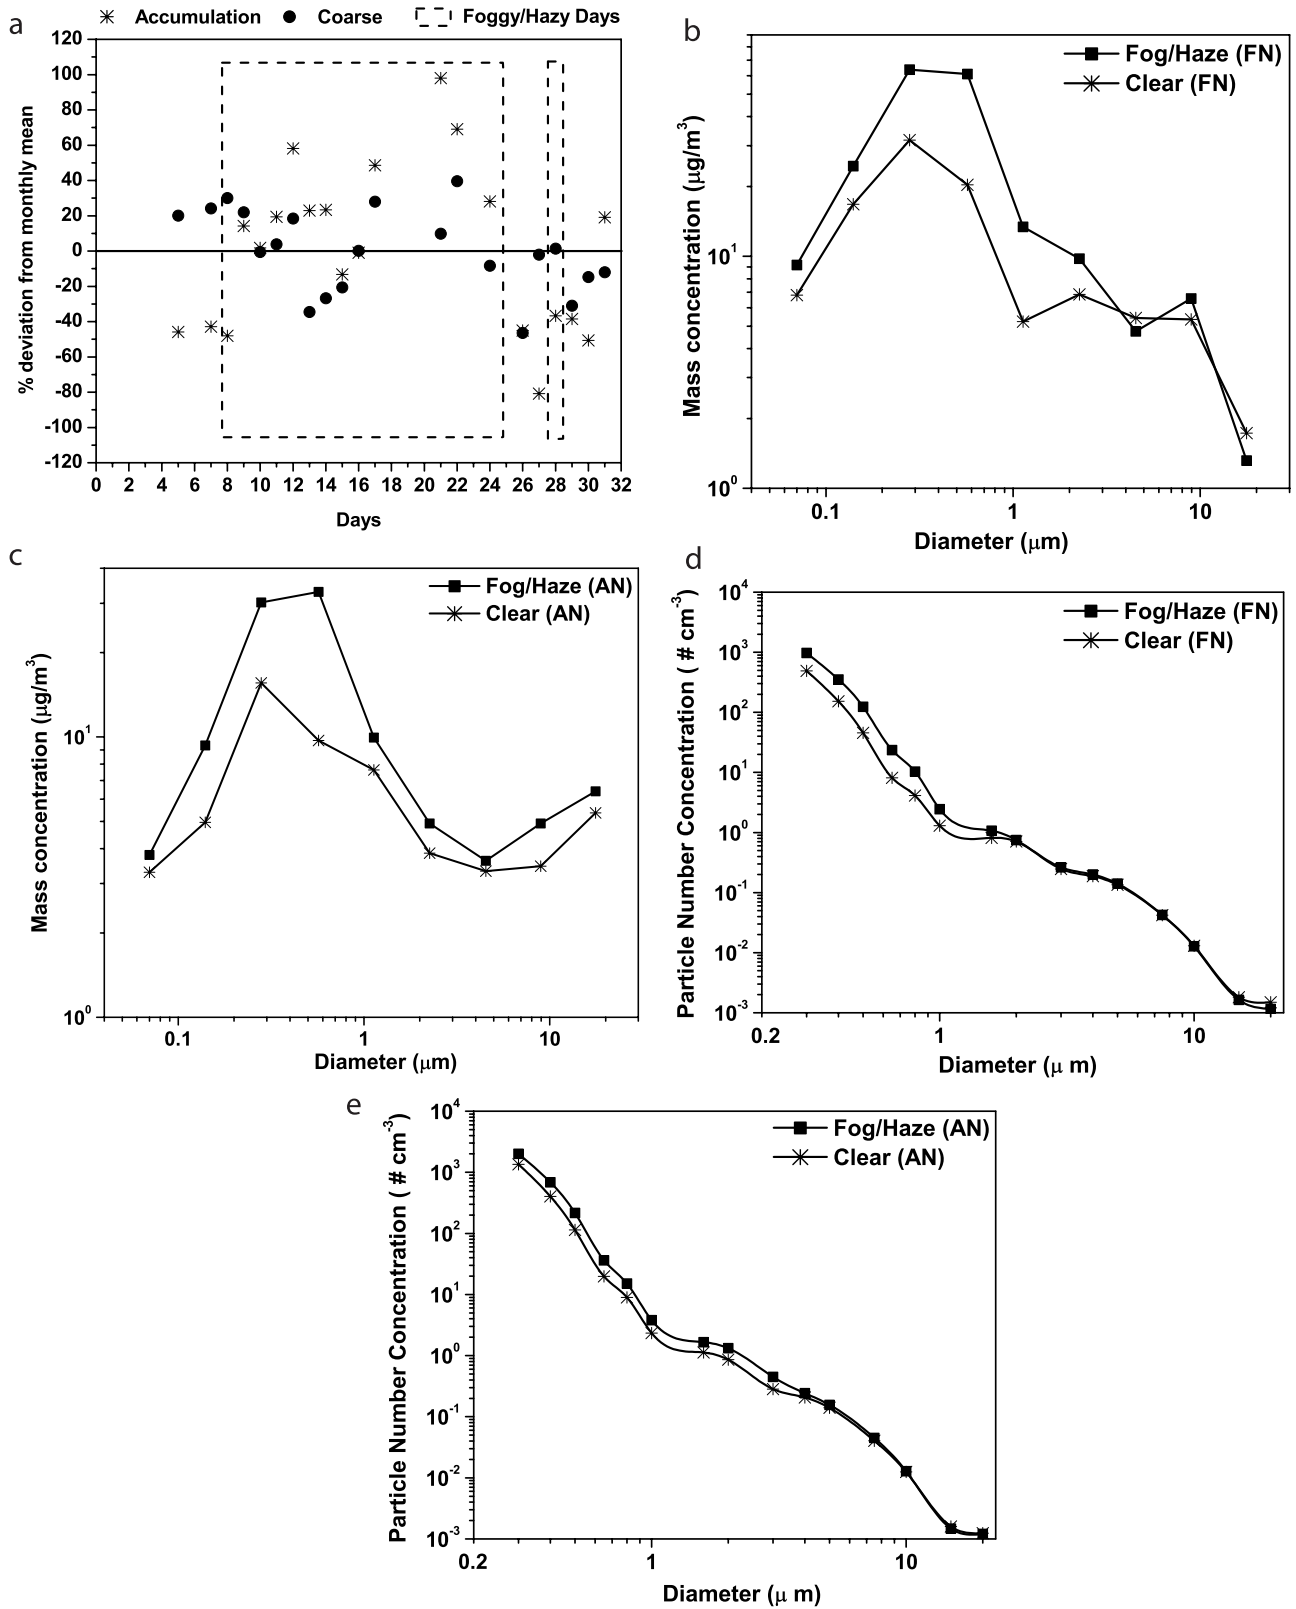 a
Accumulation Coarse Foggy/Hazy Days
120
100
80
60
40
20
0
-20
-40
-60
-80
-100
-120
% deviation from monthly mean
0 2 4 6 8 10 12 14 16 18 20 22 24 26 28 30 32
Days
b
Fog/Haze (FN)
Clear (FN)
Mass concentration (μg/m³)
10¹
10⁰
0.1 1 10
Diameter (μm)
c
Fog/Haze (AN)
Clear (AN)
Mass concentration (μg/m³)
10¹
10⁰
0.1 1 10
Diameter (μm)
d
Fog/Haze (FN)
Clear (FN)
Particle Number Concentration ( # cm⁻³)
10⁴
10³
10²
10¹
10⁰
10⁻¹
10⁻²
10⁻³
0.2 1 10
Diameter (μ m)
e
Fog/Haze (AN)
Clear (AN)
Particle Number Concentration ( # cm⁻³)
10⁴
10³
10²
10¹
10⁰
10⁻¹
10⁻²
10⁻³
0.2 1 10
Diameter (μ m)